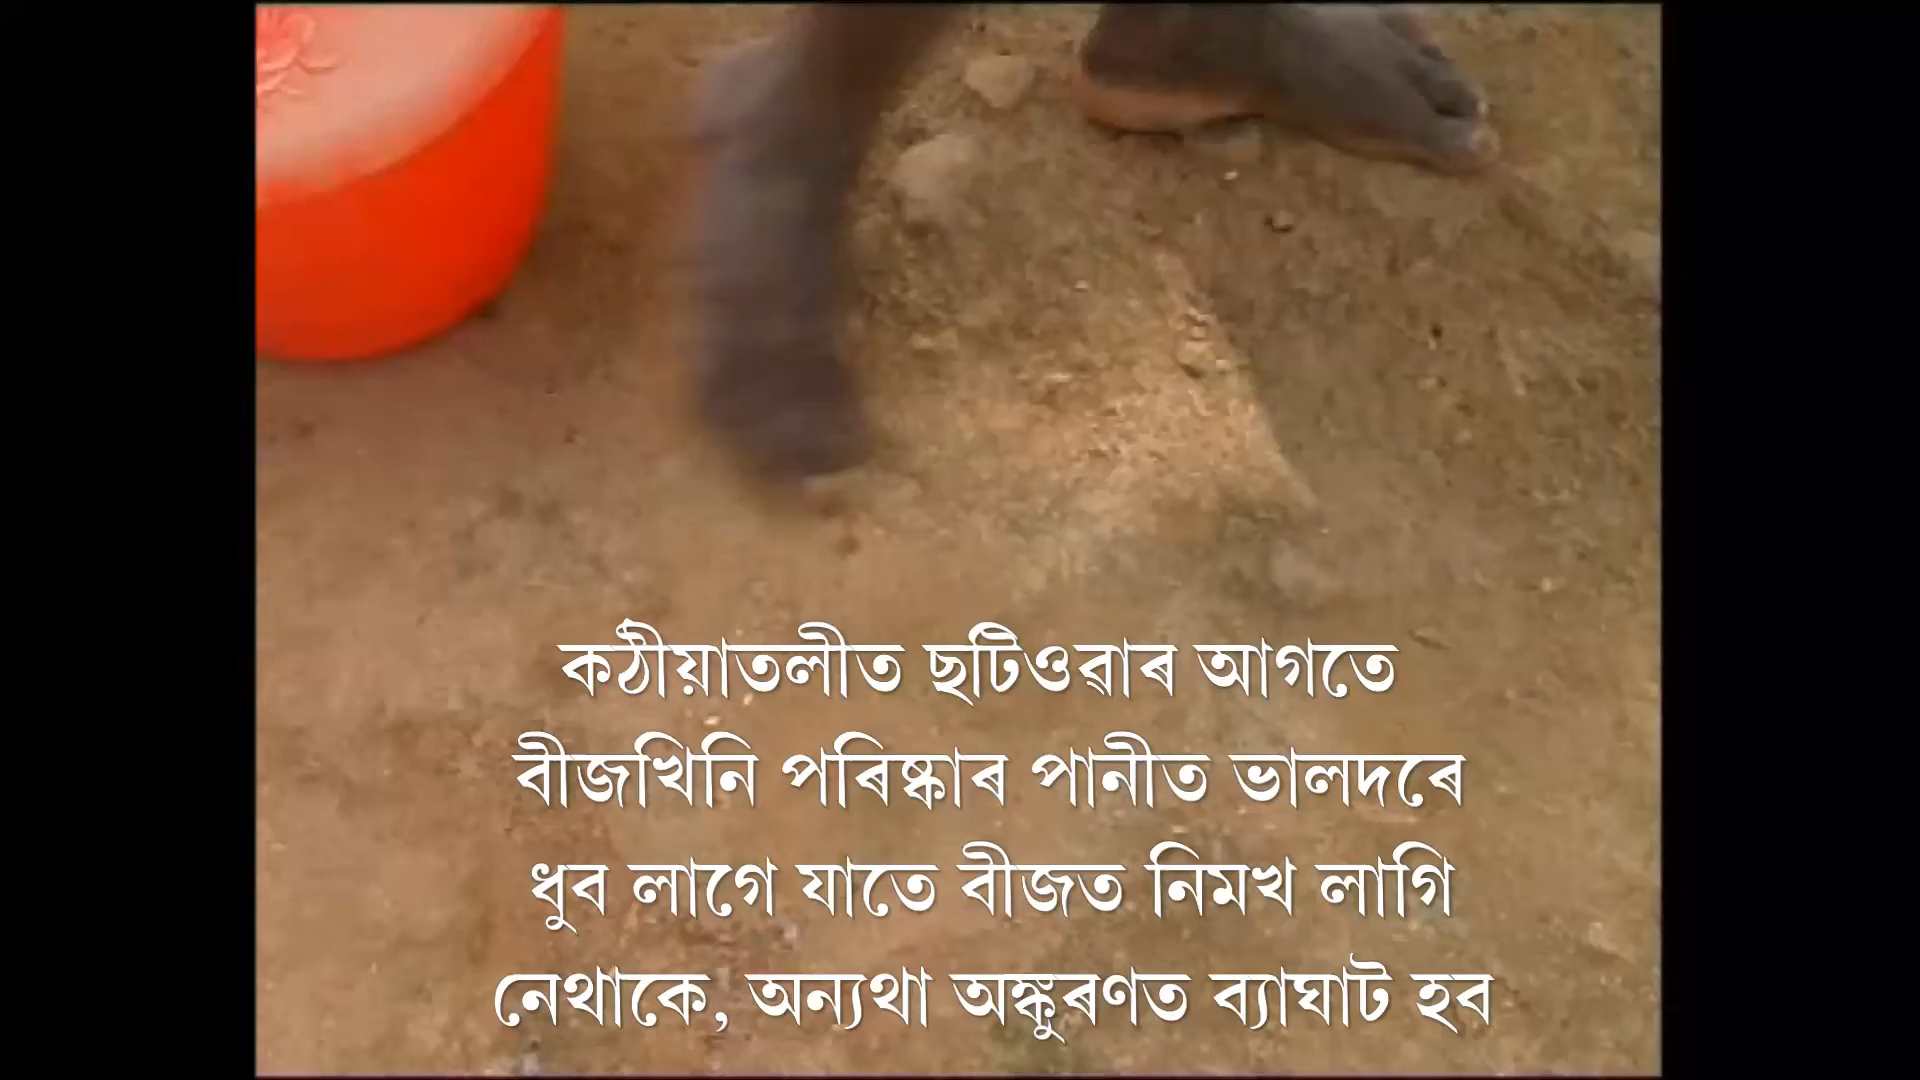 কঠীয়াতলীত ছটিওৱাৰ আগতে
বীজখিনি পৰিষ্কাৰ পানীত ভালদৰে
ধুব লাগে যাতে বীজত নিমখ লাগি
নেথাকে, অন্যথা অঙ্কুৰণত ব্যাঘাট হব